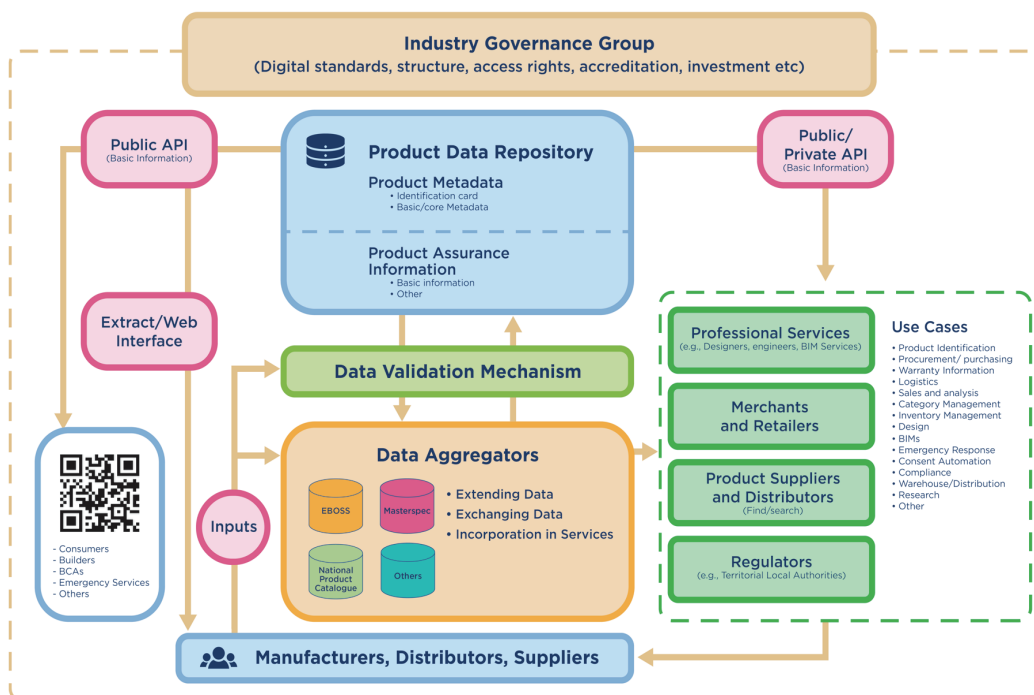 Industry Governance Group
(Digital standards, structure, access rights, accreditation, investment etc)
Public API
(Basic Information)
Product Data Repository
Product Metadata
• Identification card
• Basic/core Metadata
Product Assurance
Information
• Basic information
• Other
Public/
Private API
(Basic Information)
Extract/Web
Interface
Data Validation Mechanism
Data Aggregators
EBOSS
Masterspec
National
Product
Catalogue
Others
• Extending Data
• Exchanging Data
• Incorporation in Services
Inputs
- Consumers
- Builders
- BCAs
- Emergency Services
- Others
Professional Services
(e.g., Designers, engineers, BIM Services)
Merchants
and Retailers
Product Suppliers
and Distributors
(Find/search)
Regulators
(e.g., Territorial Local Authorities)
Use Cases
• Product Identification
• Procurement/ purchasing
• Warranty Information
• Logistics
• Sales and analysis
• Category Management
• Inventory Management
• Design
• BIMs
• Emergency Response
• Consent Automation
• Compliance
• Warehouse/Distribution
• Research
• Other
Manufacturers, Distributors, Suppliers